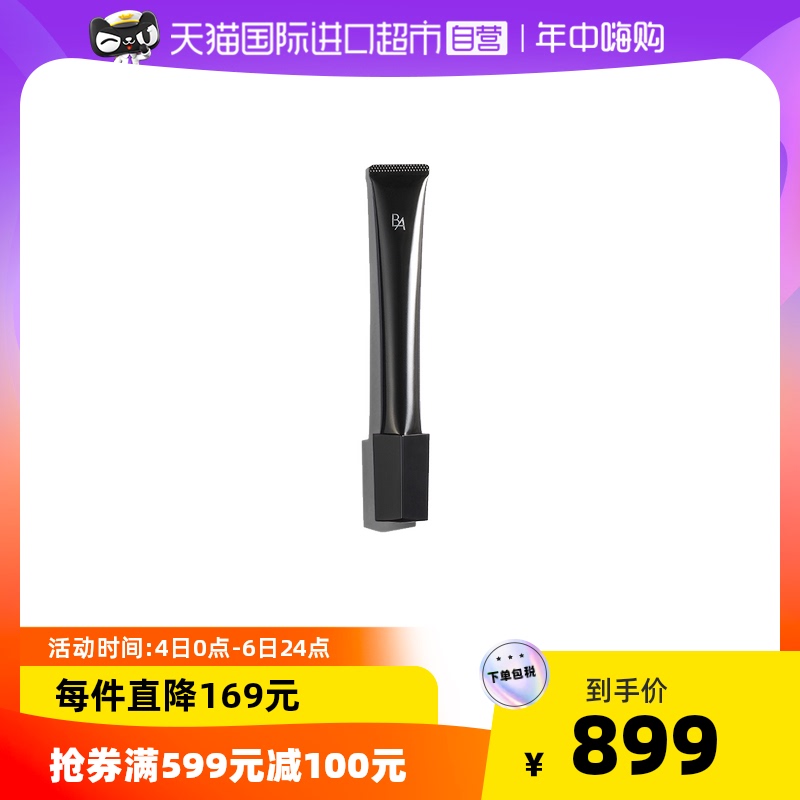 天猫国际进口超市自营 | 年中嗨购
BA
活动时间:4日0点-6日24点
每件直降169元
抢券满599元减100元
下单包税
到手价
¥ 899